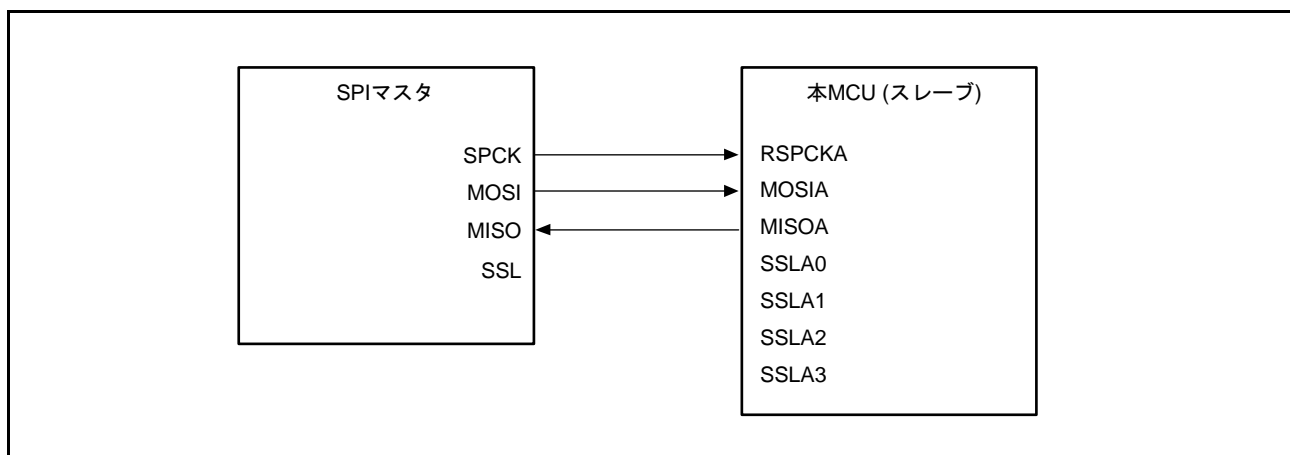 SPIマスタ
SPCK
MOSI
MISO
SSL
本MCU (スレーブ)
RSPCKA
MOSIA
MISOA
SSLA0
SSLA1
SSLA2
SSLA3